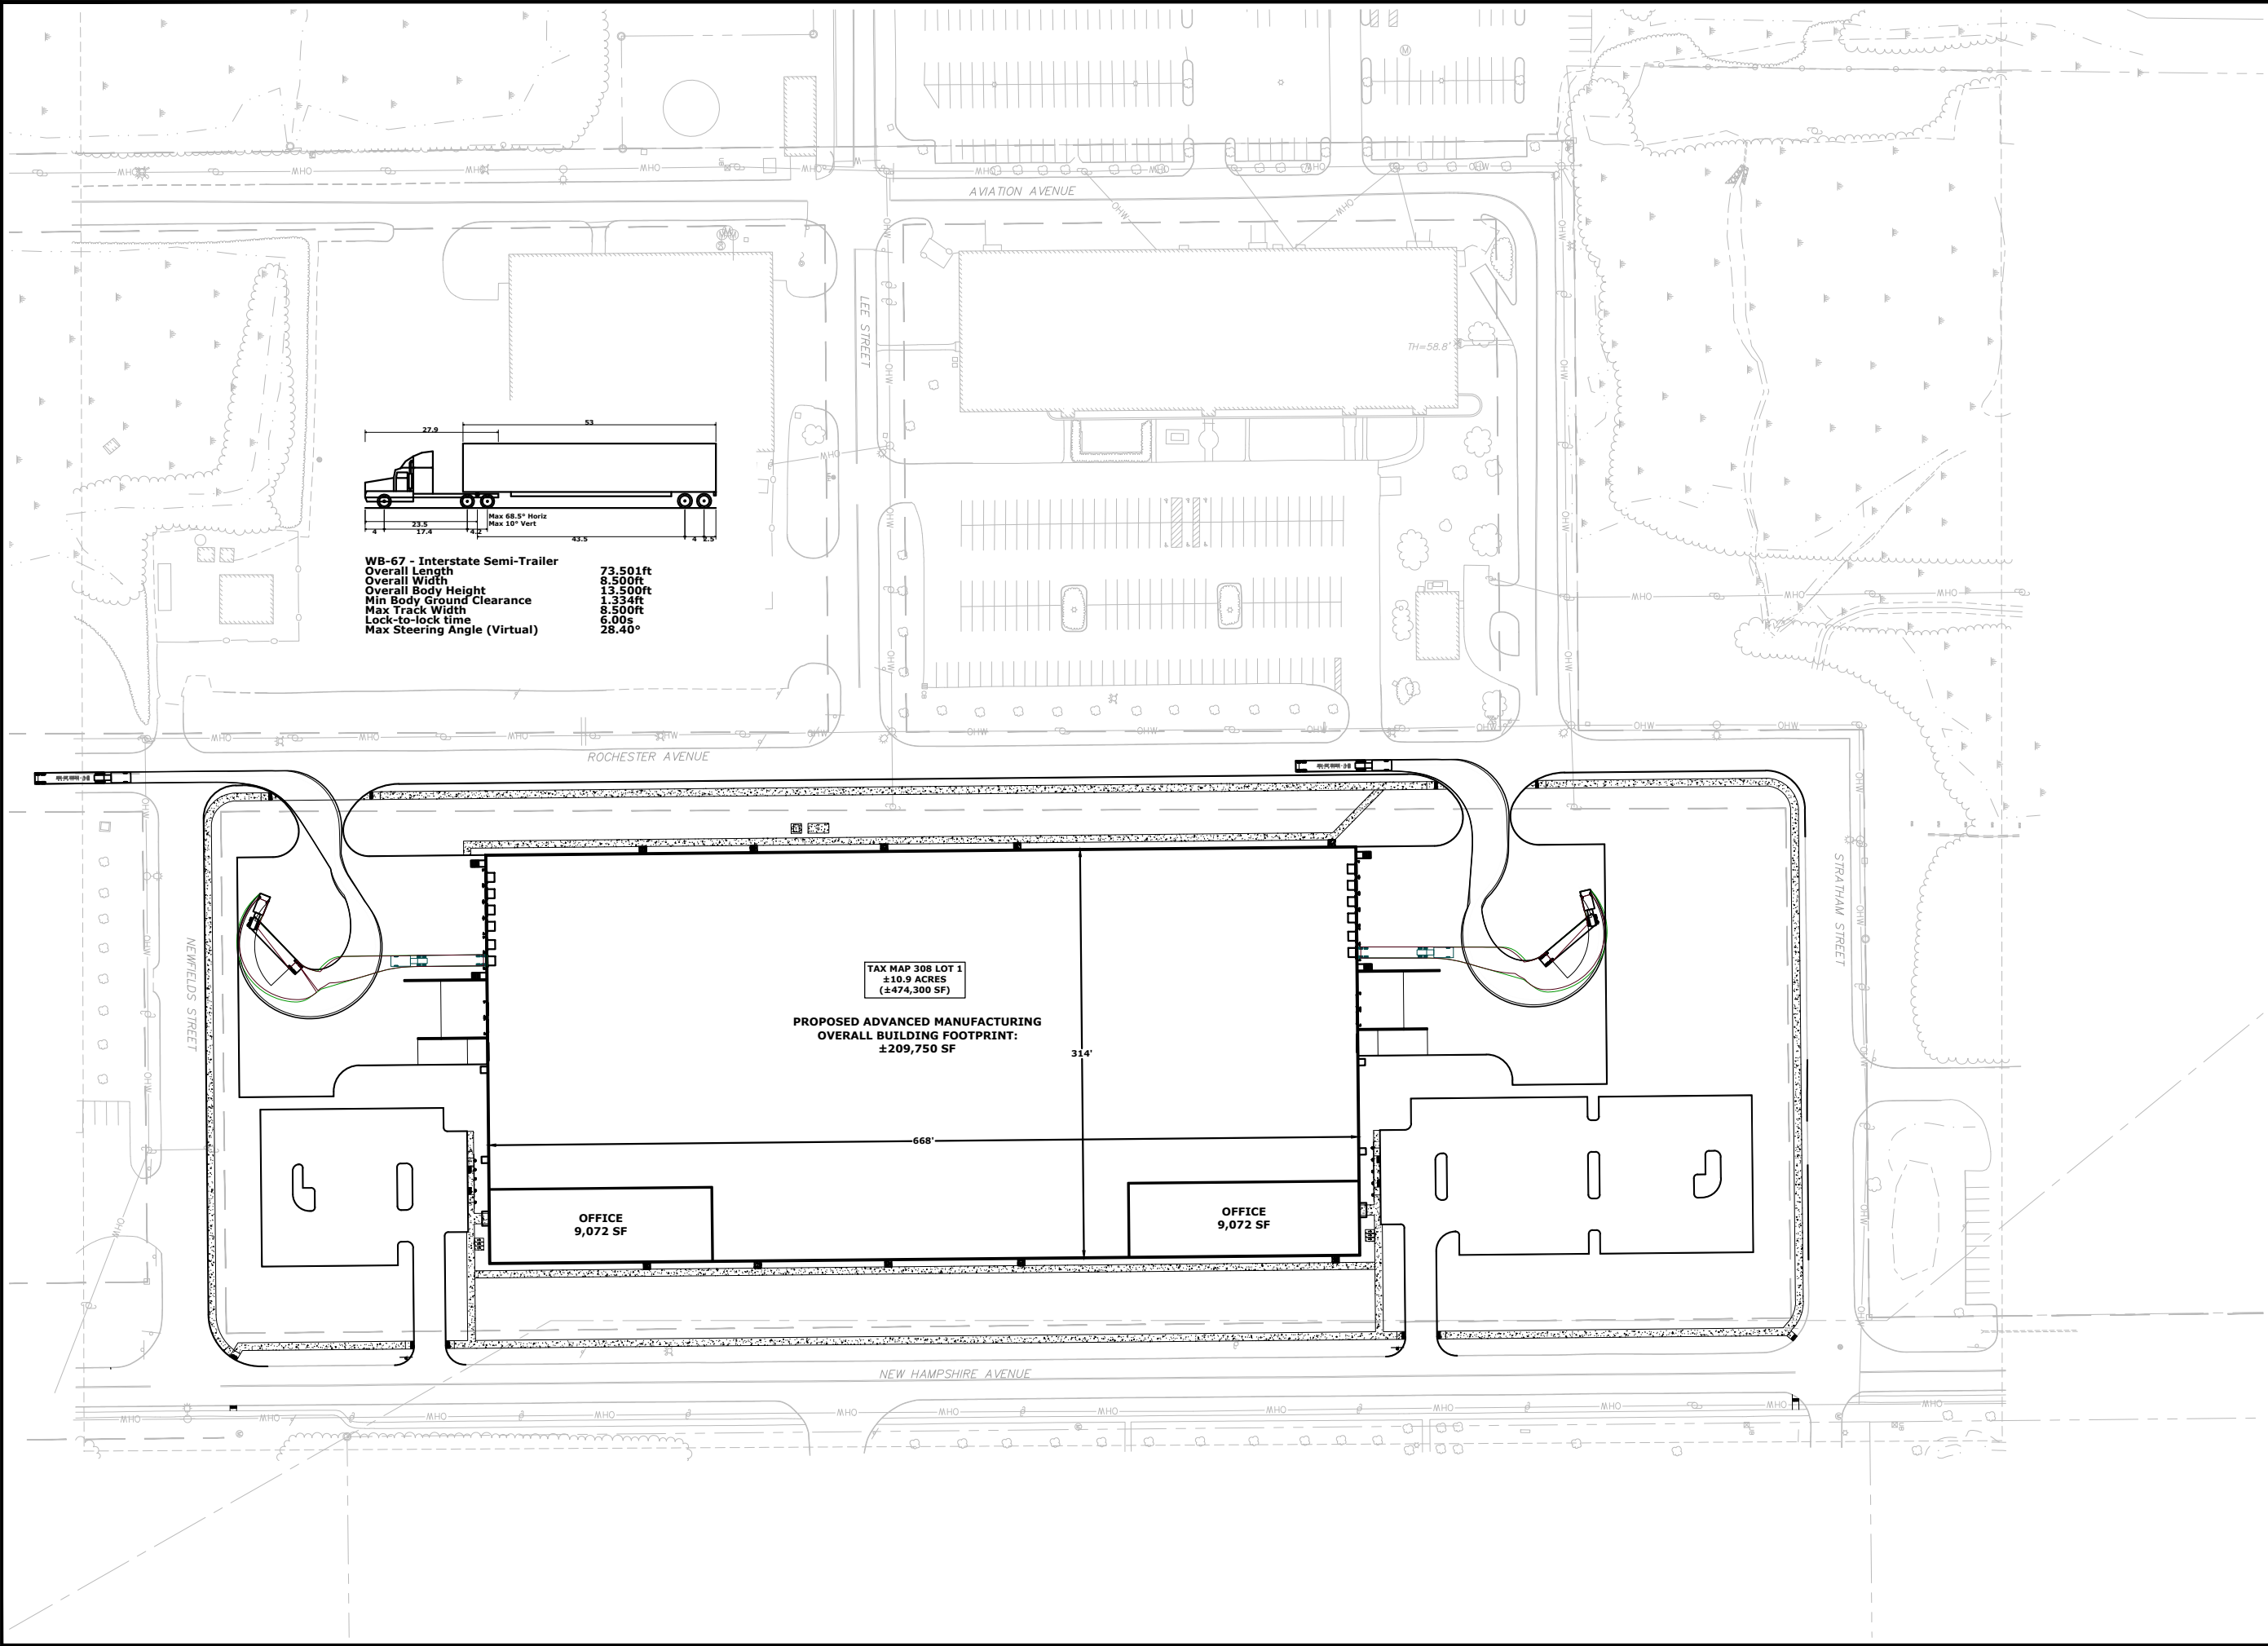 AVIATION AVENUE
LEE STREET
TH=58.8'
27.9
53
23.5
4
17.4
4.2
Max 68.5° Horiz
Max 10° Vert
43.5
4
2.5
WB-67 - Interstate Semi-Trailer
Overall Length 73.501ft
Overall Width 8.500ft
Overall Body Height 13.500ft
Min Body Ground Clearance 1.334ft
Max Track Width 8.500ft
Lock-to-lock time 6.00s
Max Steering Angle (Virtual) 28.40°
OHW
ROCHESTER AVENUE
NEWFIELDS STREET
STRATHAM STREET
TAX MAP 308 LOT 1
±10.9 ACRES
(±474,300 SF)
PROPOSED ADVANCED MANUFACTURING
OVERALL BUILDING FOOTPRINT:
±209,750 SF
314'
668'
OFFICE
9,072 SF
OFFICE
9,072 SF
NEW HAMPSHIRE AVENUE